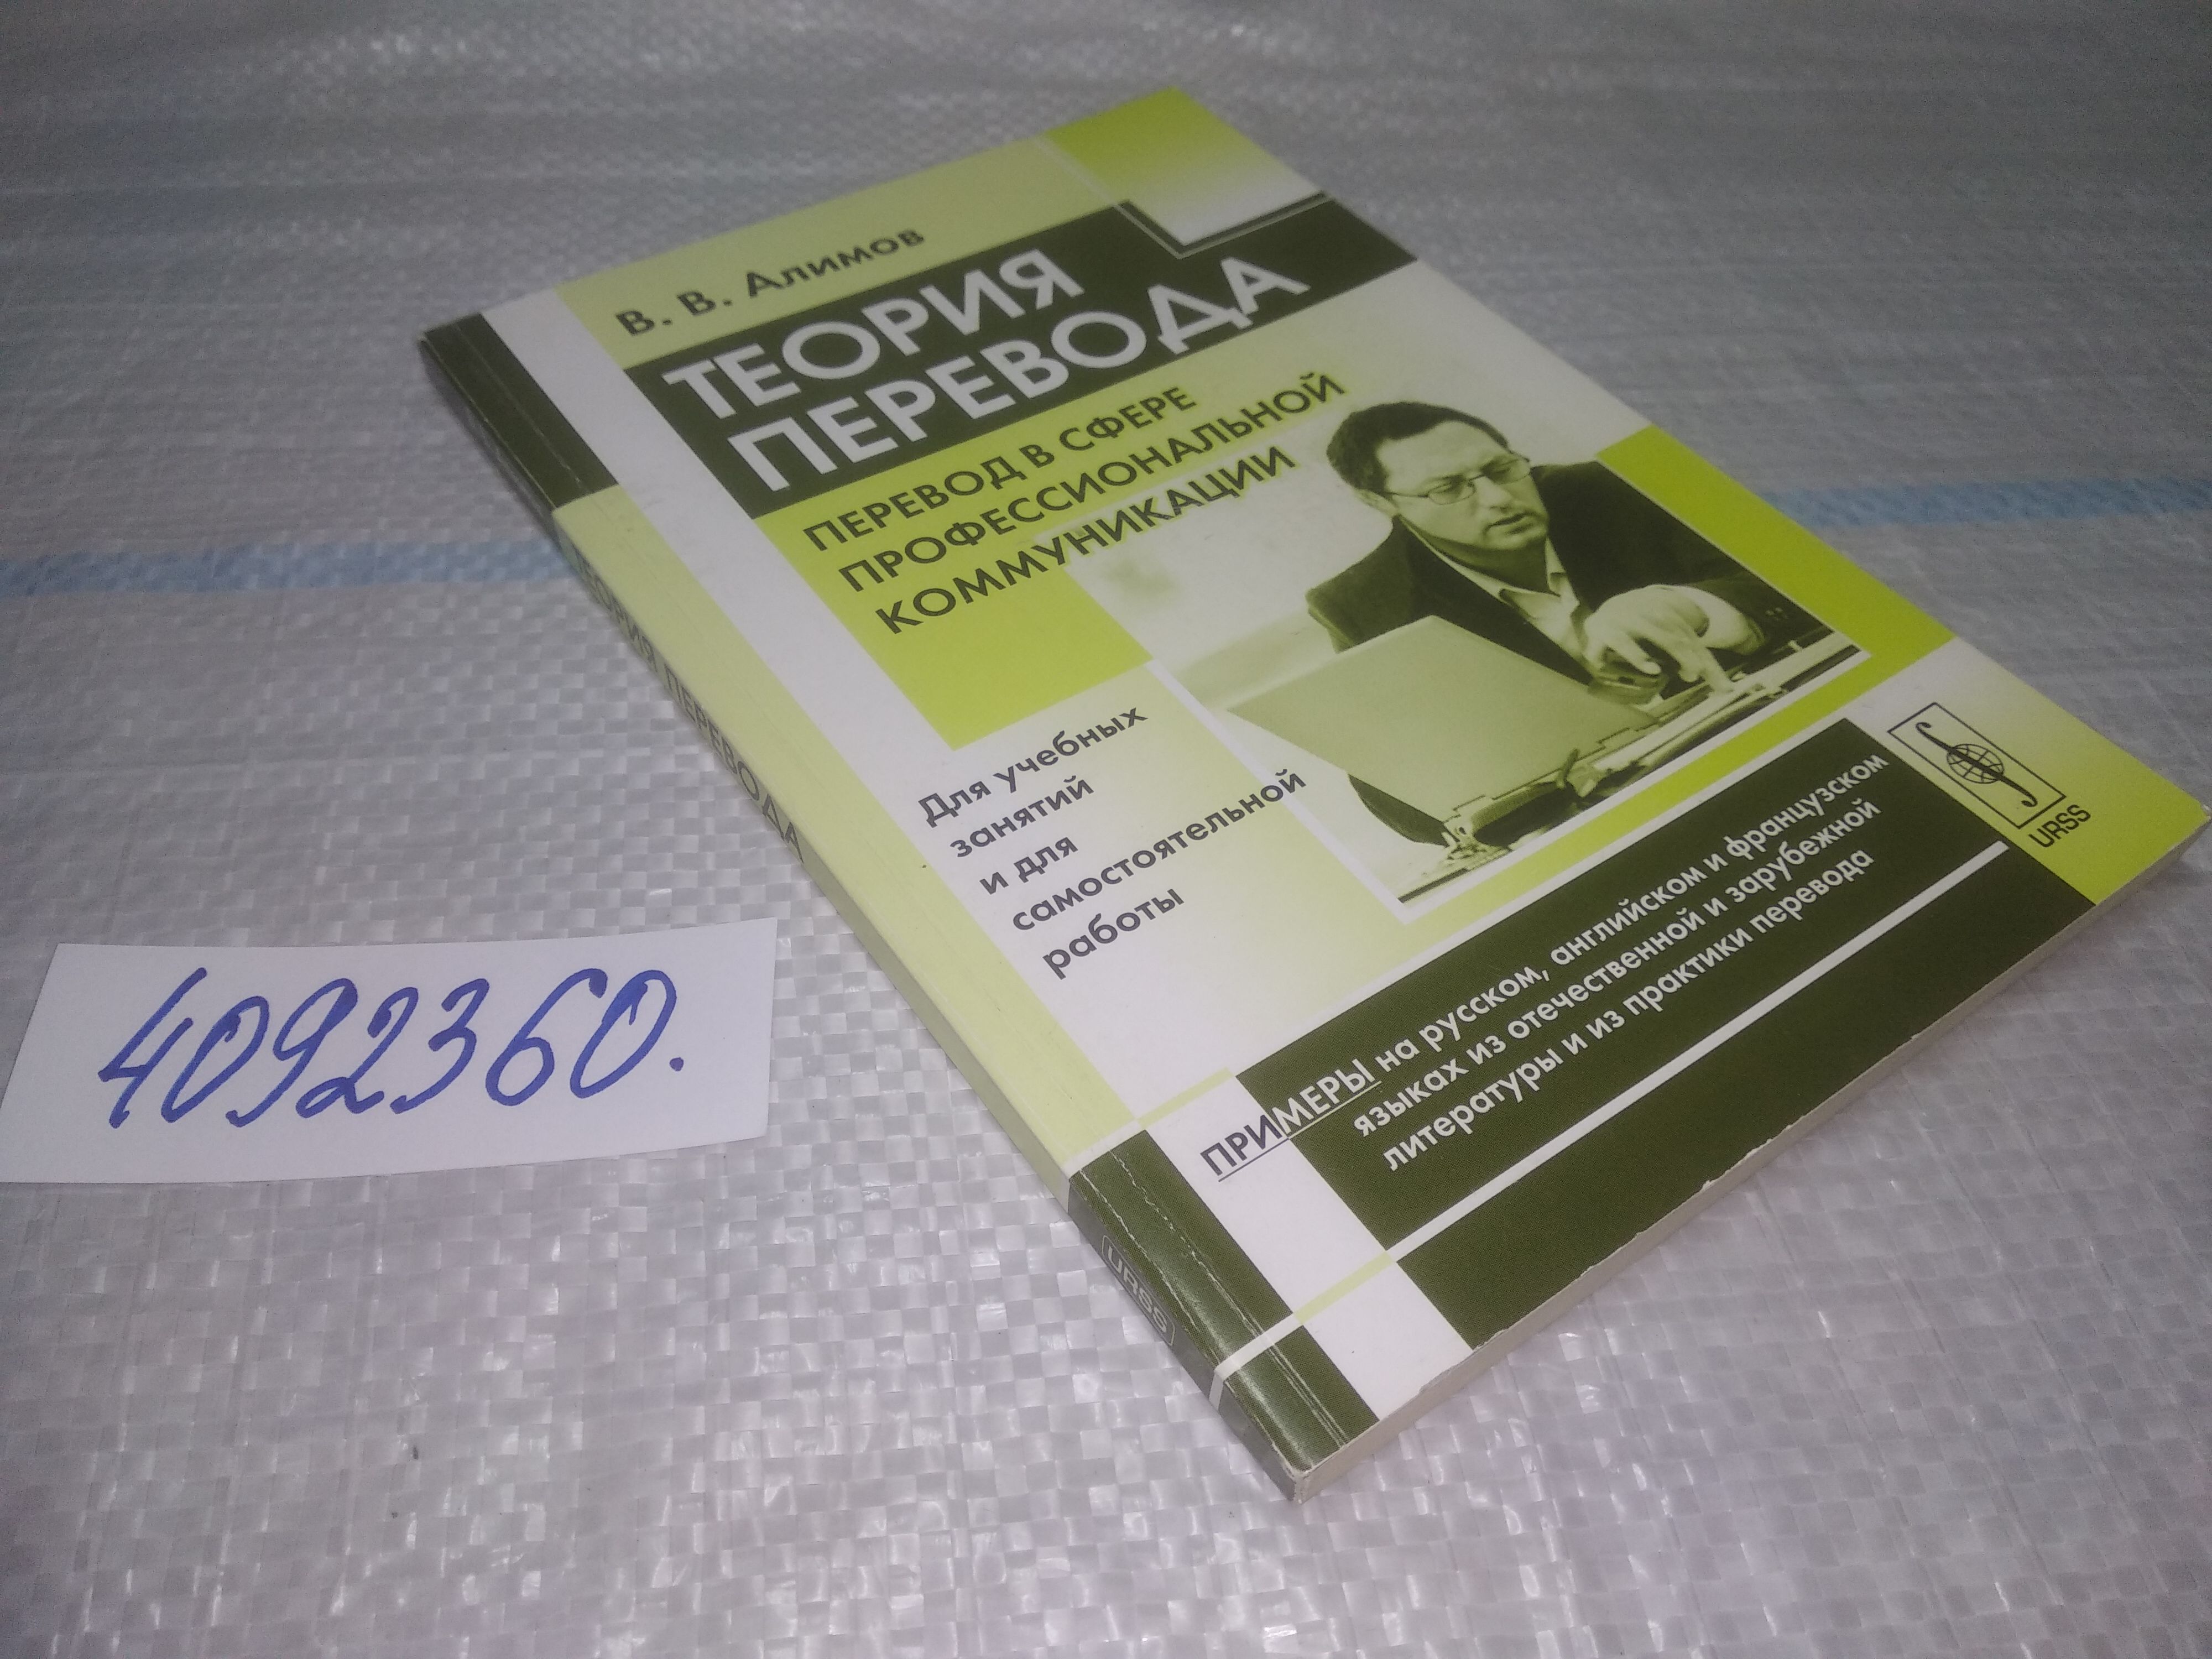 В. В. Алимов
ТЕОРИЯ
ПЕРЕВОДА
ПЕРЕВОД В СФЕРЕ
ПРОФЕССИОНАЛЬНОЙ
КОММУНИКАЦИИ
Для учебных
занятий
и для
самостоятельной
работы
URSS
ПРИМЕРЫ на русском, английском и французском
языках из отечественной и зарубежной
литературы и из практики перевода
ТЕОРИЯ ПЕРЕВОДА
URSS
4092360.